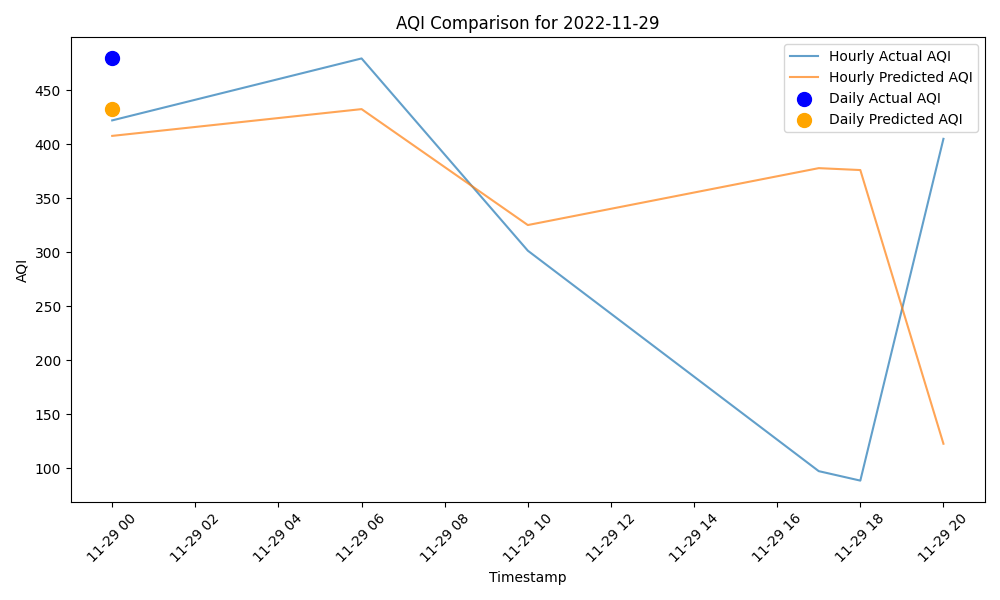 AQI Comparison for 2022-11-29
Hourly Actual AQI
Hourly Predicted AQI
Daily Actual AQI
Daily Predicted AQI
AQI
450
400
350
300
250
200
150
100
11-29 00
11-29 02
11-29 04
11-29 06
11-29 08
11-29 10
11-29 12
11-29 14
11-29 16
11-29 18
11-29 20
Timestamp